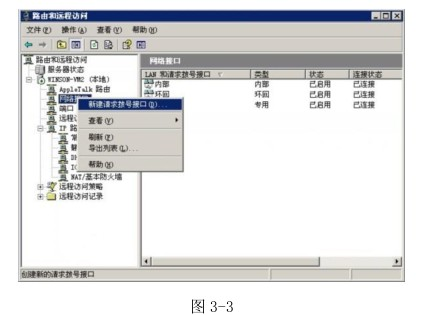 路由和远程访问
文件(F) 操作(A) 查看(V) 帮助(H)
路由和远程访问
服务器状态
WINSON-VM2 (本地)
AppleTalk 路由
网络接口
端口
远程
IP 路
NAT/基本防火墙
远程访问策略
远程访问记录
新建请求拨号接口(D)...
查看(V)
刷新(F)
导出列表(L)...
帮助(H)
网络接口
LAN 和请求拨号接口 类型 状态 连接状态
内部 内部 已启用 已连接
环回 环回 已启用 已连接
专用 已启用 已连接
创建新的请求拨号接口
图 3-3